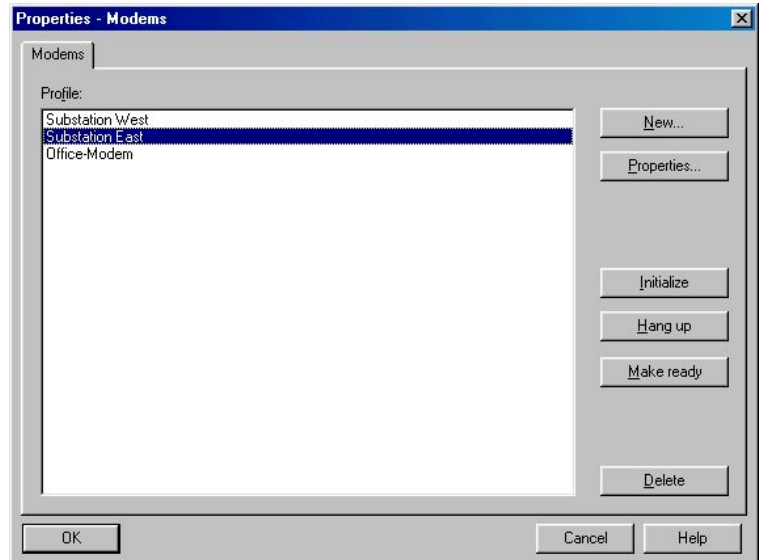 Properties - Modems
Modems
Profile:
Substation West
Substation East
Office-Modem
New...
Properties...
Initialize
Hang up
Make ready
Delete
OK
Cancel
Help